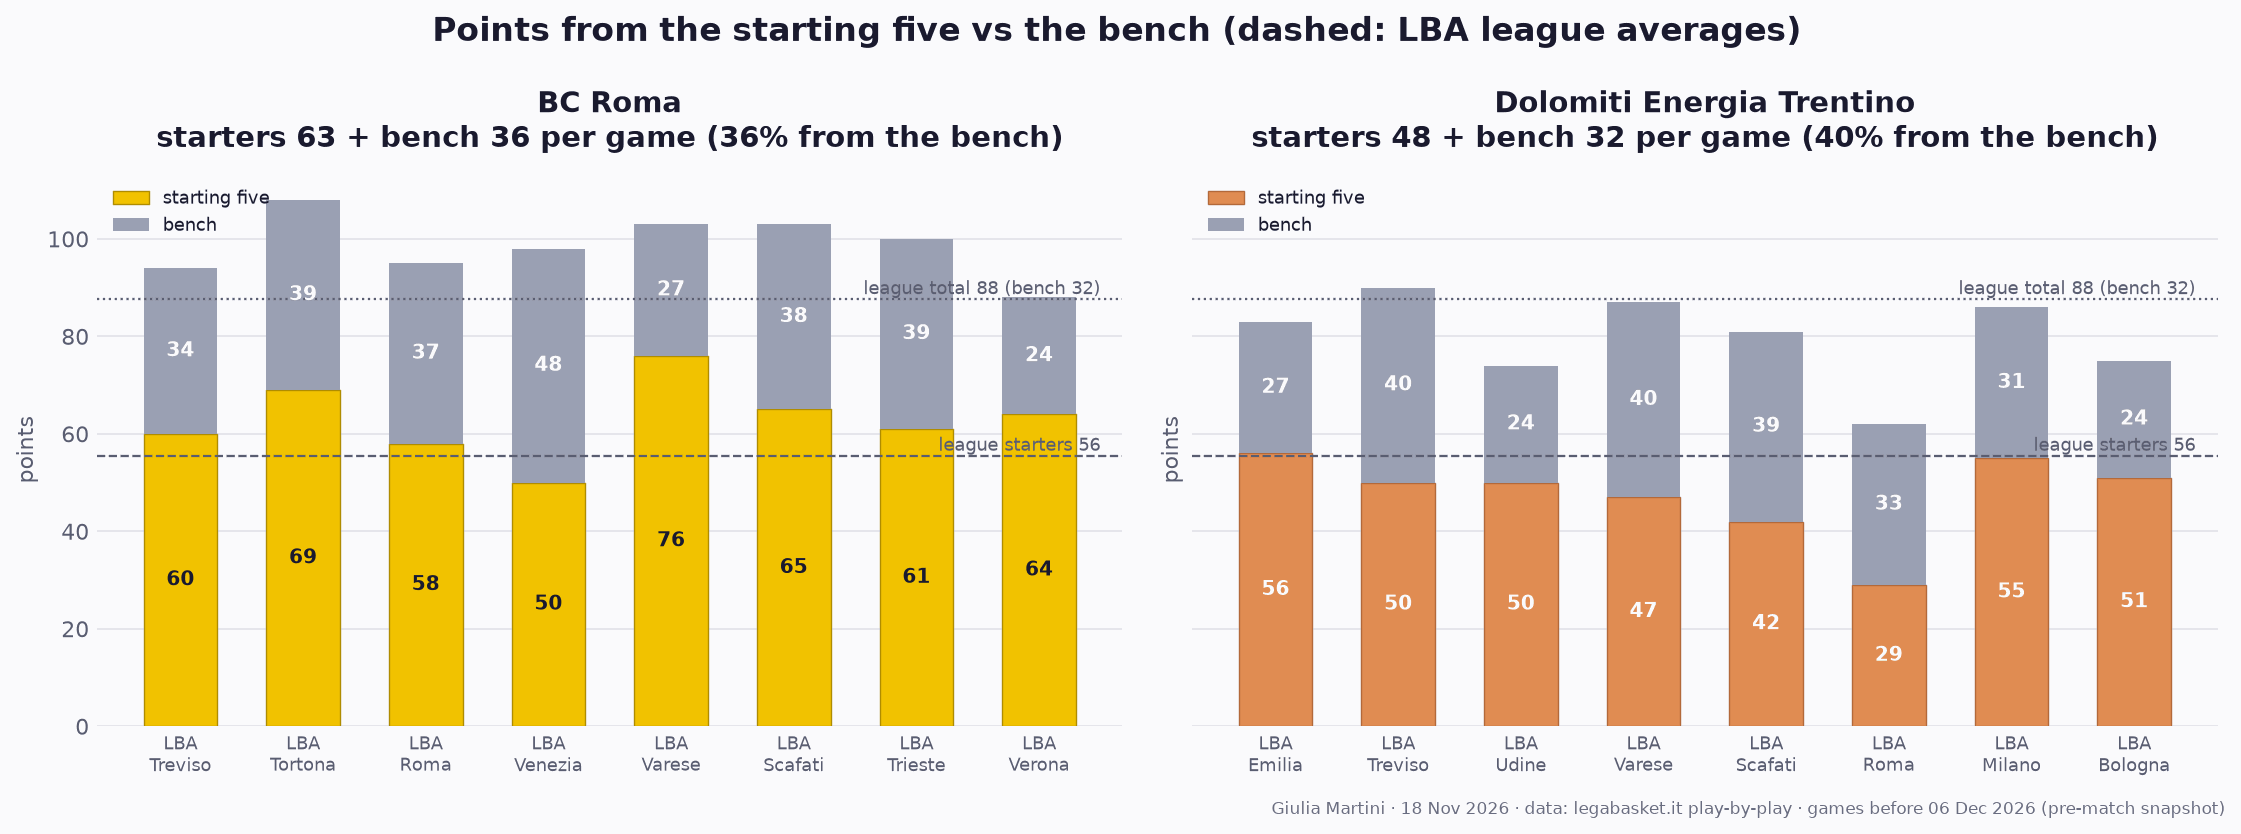 Points from the starting five vs the bench (dashed: LBA league averages)
BC Roma
starters 63 + bench 36 per game (36% from the bench)
starting five
bench
points
100
80
60
40
20
0
league total 88 (bench 32)
league starters 56
34
39
37
48
27
38
39
24
60
69
58
50
76
65
61
64
LBA
Treviso
LBA
Tortona
LBA
Roma
LBA
Venezia
LBA
Varese
LBA
Scafati
LBA
Trieste
LBA
Verona
Dolomiti Energia Trentino
starters 48 + bench 32 per game (40% from the bench)
starting five
bench
points
league total 88 (bench 32)
league starters 56
27
40
24
40
39
33
31
24
56
50
50
47
42
29
55
51
LBA
Emilia
LBA
Treviso
LBA
Udine
LBA
Varese
LBA
Scafati
LBA
Roma
LBA
Milano
LBA
Bologna
Giulia Martini · 18 Nov 2026 · data: legabasket.it play-by-play · games before 06 Dec 2026 (pre-match snapshot)